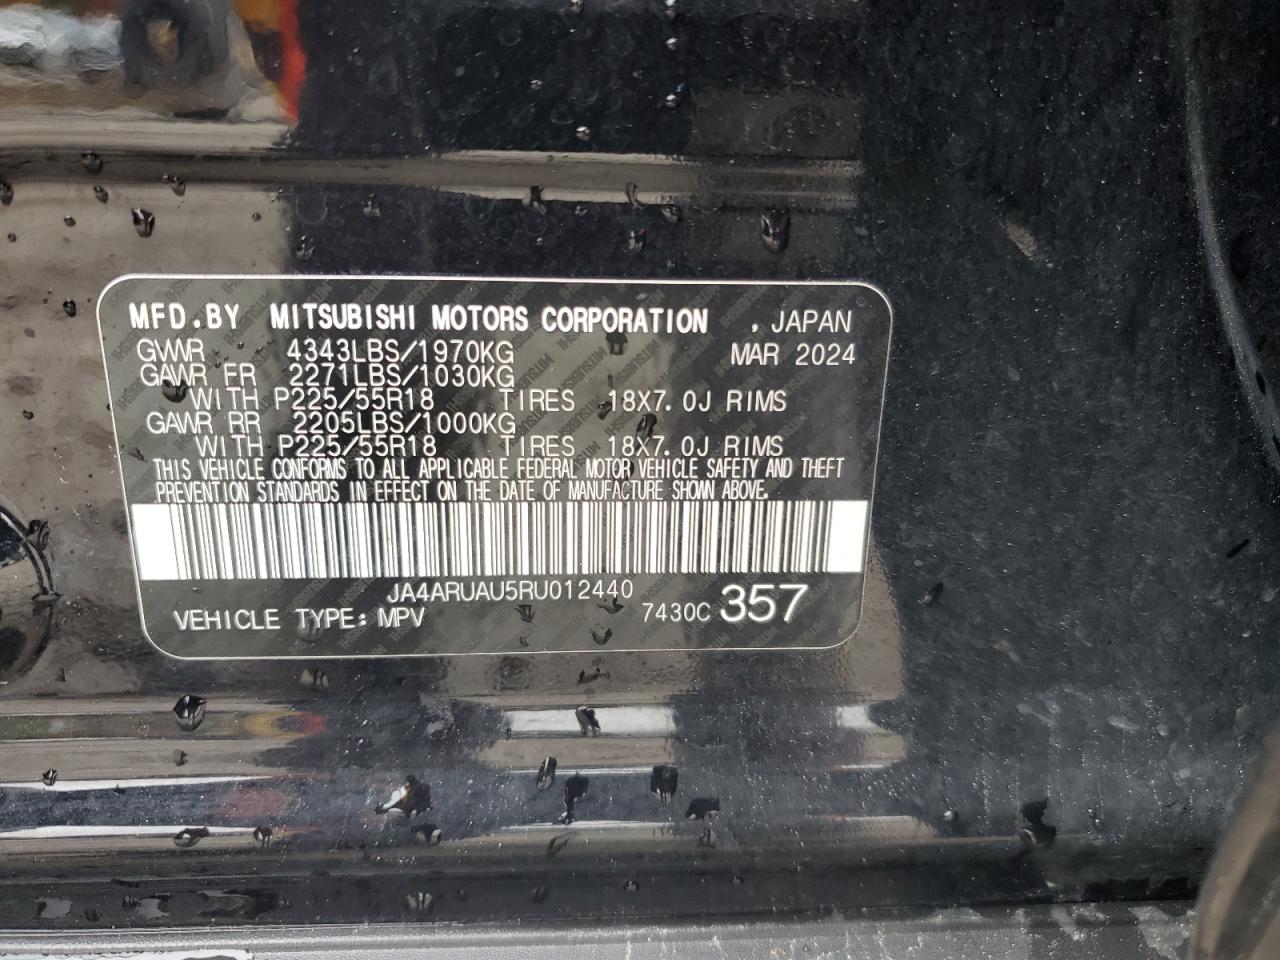 MFD.BY MITSUBISHI MOTORS CORPORATION . JAPAN
GVWR 4343LBS/1970KG MAR 2024
GAWR FR 2271LBS/1030KG
WITH P225/55R18 TIRES 18X7.0J RIMS
GAWR RR 2205LBS/1000KG
WITH P225/55R18 TIRES 18X7.0J RIMS
THIS VEHICLE CONFORMS TO ALL APPLICABLE FEDERAL MOTOR VEHICLE SAFETY AND THEFT
PREVENTION STANDARDS IN EFFECT ON THE DATE OF MANUFACTURE SHOWN ABOVE.
JA4ARUAU5RU012440
VEHICLE TYPE: MPV 7430C 357